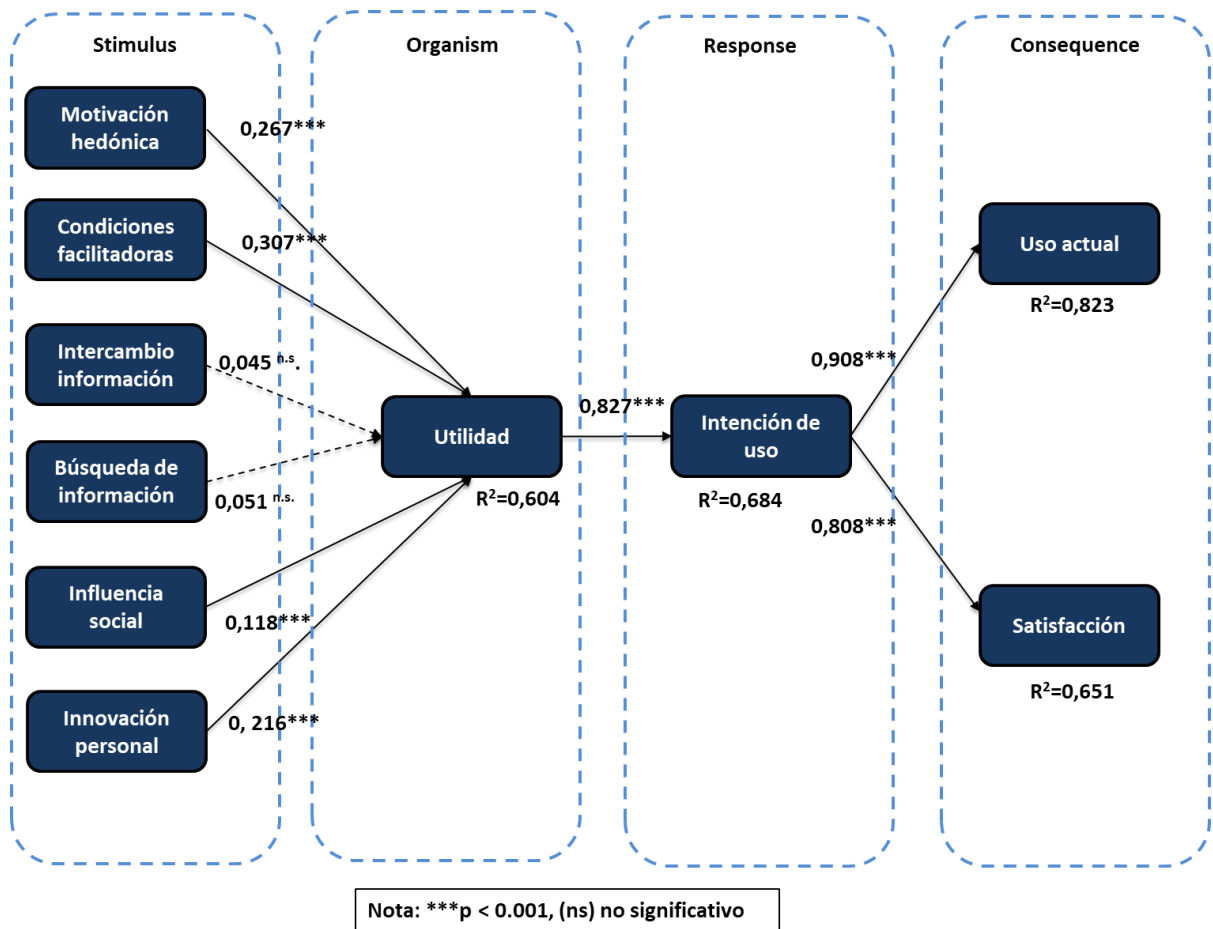 Stimulus
Organism
Response
Consequence
Motivación
hedónica
0,267***
Condiciones
facilitadoras
0,307***
Intercambio
información
0,045 n.s.
Búsqueda de
información
0,051 n.s.
Influencia
social
0,118***
Innovación
personal
0, 216***
Utilidad
R²=0,604
0,827***
Intención de
uso
R²=0,684
0,908***
0,808***
Uso actual
R²=0,823
Satisfacción
R²=0,651
Nota: ***p < 0.001, (ns) no significativo